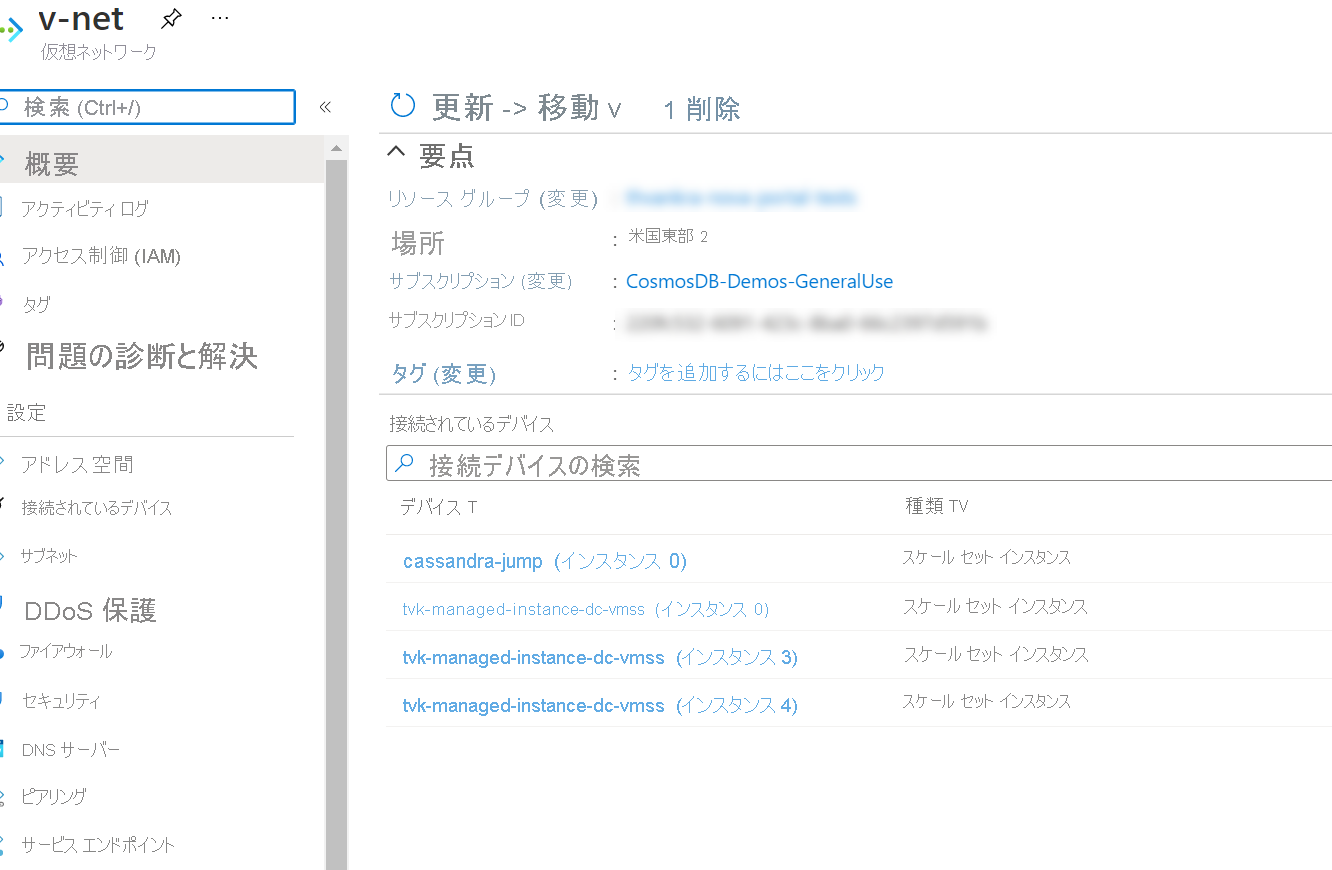 v-net
仮想ネットワーク
検索 (Ctrl+/)
概要
アクティビティ ログ
アクセス制御 (IAM)
タグ
問題の診断と解決
設定
アドレス空間
接続されているデバイス
サブネット
DDoS 保護
ファイアウォール
セキュリティ
DNS サーバー
ピアリング
サービス エンドポイント
更新 -> 移動 v 1 削除
要点
リソース グループ (変更) :
場所 : 米国東部 2
サブスクリプション (変更) : CosmosDB-Demos-GeneralUse
サブスクリプションID :
タグ (変更) : タグを追加するにはここをクリック
接続されているデバイス
接続デバイスの検索
デバイス T 種類 TV
cassandra-jump (インスタンス 0) スケール セット インスタンス
tvk-managed-instance-dc-vmss (インスタンス 0) スケール セット インスタンス
tvk-managed-instance-dc-vmss (インスタンス 3) スケール セット インスタンス
tvk-managed-instance-dc-vmss (インスタンス 4) スケール セット インスタンス